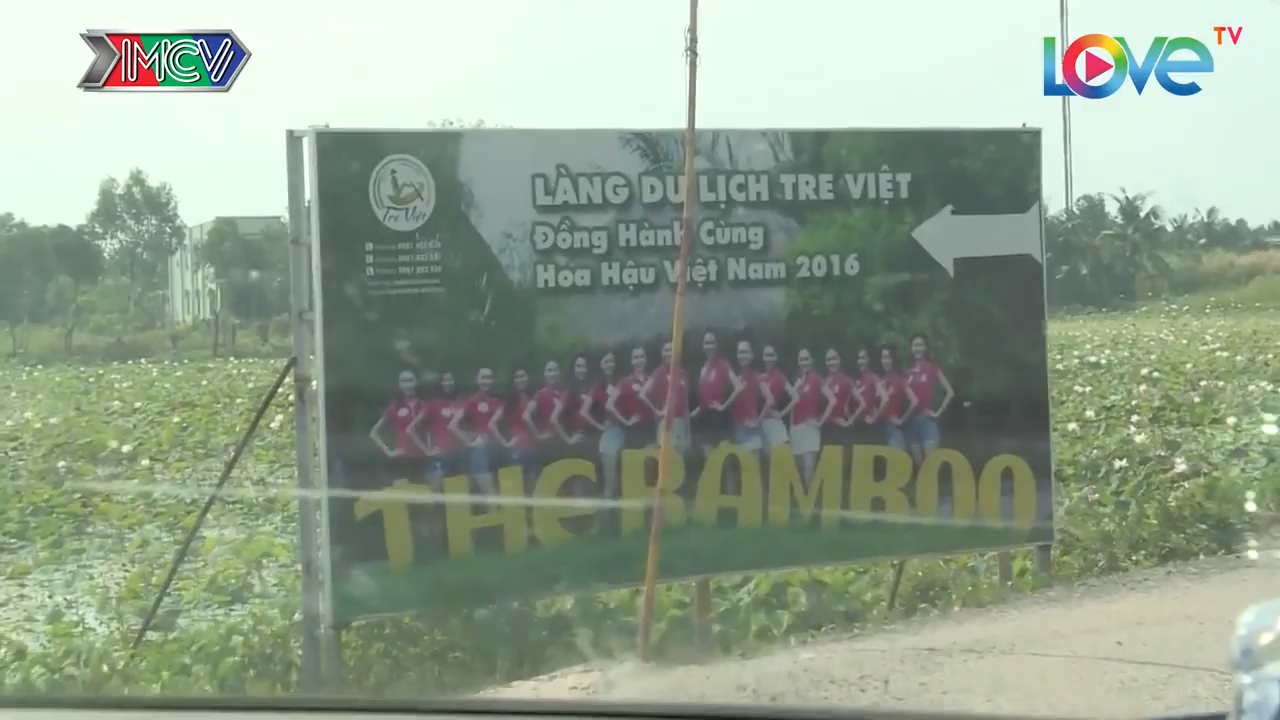 MCV
LOVE TV
LÀNG DU LỊCH TRE VIỆT
Đồng Hành Cùng
Hoa Hậu Việt Nam 2016
Tre Việt
THE BAMBOO